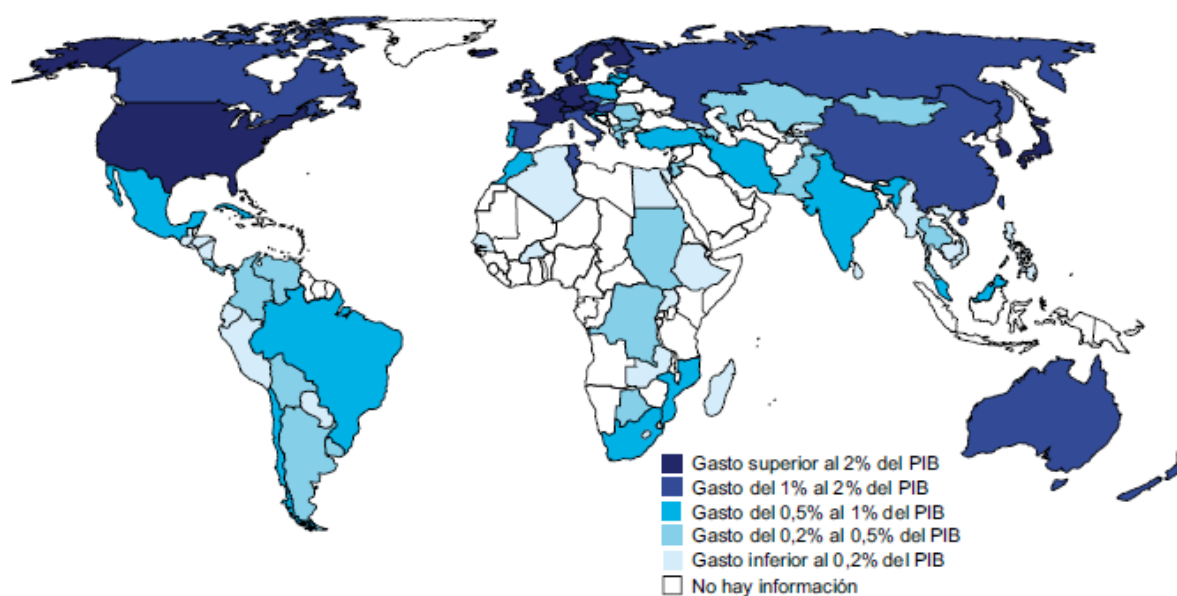 Gasto superior al 2% del PIB
Gasto del 1% al 2% del PIB
Gasto del 0,5% al 1% del PIB
Gasto del 0,2% al 0,5% del PIB
Gasto inferior al 0,2% del PIB
No hay información